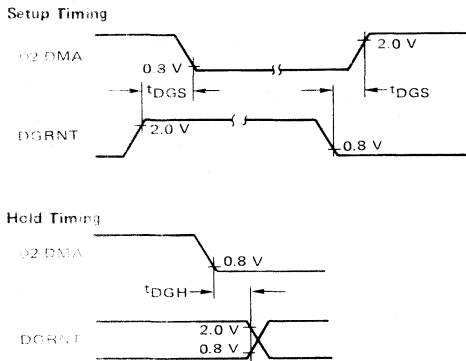 Setup Timing
02 DMA
2.0 V
0.3 V
tDGS
tDGS
DGRNT
2.0 V
0.8 V
Hold Timing
02 DMA
0.8 V
tDGH
DGRNT
2.0 V
0.8 V